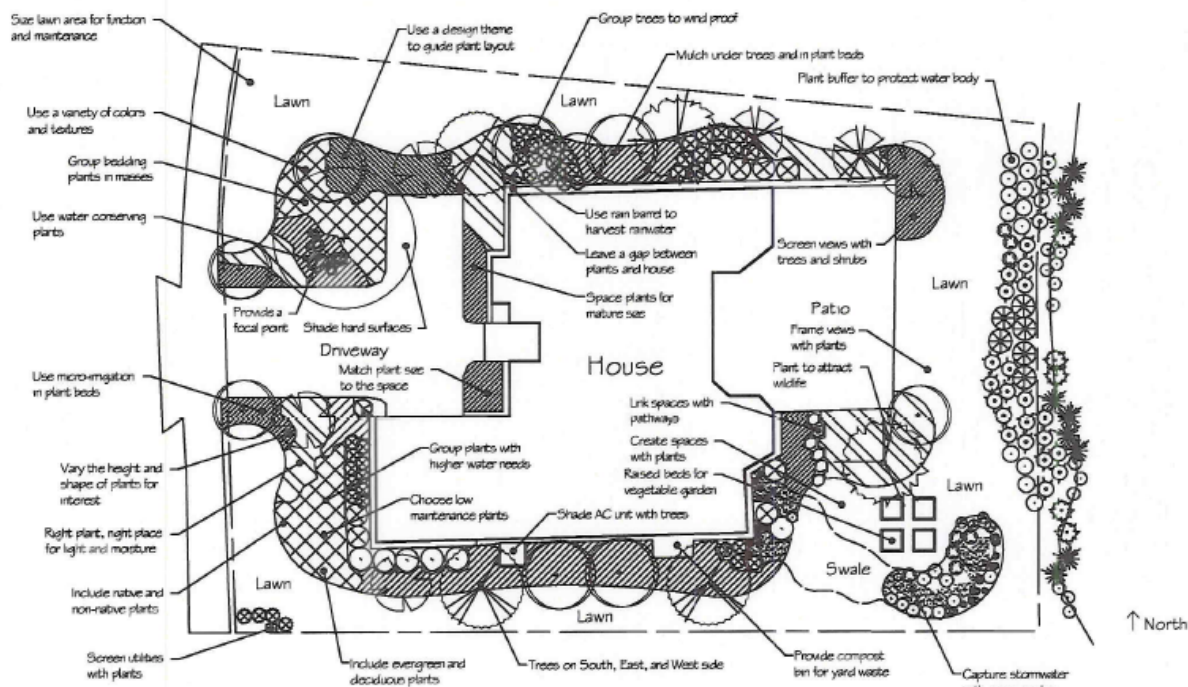 Size lawn area for function
and maintenance
Use a design theme
to guide plant layout
Group trees to wind proof
Mulch under trees and in plant beds
Plant buffer to protect water body
Lawn
Lawn
Use a variety of colors
and textures
Group bedding
plants in masses
Use water conserving
plants
Use rain barrel to
harvest rainwater
Leave a gap between
plants and house
Screen views with
trees and shrubs
Space plants for
mature size
Lawn
Provide a
focal point
Shade hard surfaces
Patio
Frame views
with plants
Driveway
House
Match plant size
to the space
Plant to attract
wildlife
Use micro-irrigation
in plant beds
Link spaces with
pathways
Create spaces
with plants
Raised beds for
vegetable garden
Group plants with
higher water needs
Vary the height and
shape of plants for
interest
Choose low
maintenance plants
Lawn
Right plant, right place
for light and moisture
Shade AC unit with trees
Swale
Lawn
Include native and
non-native plants
Lawn
↑ North
Screen utilities
with plants
Include evergreen and
deciduous plants
Trees on South, East, and West side
Provide compost
bin for yard waste
Capture stormwater